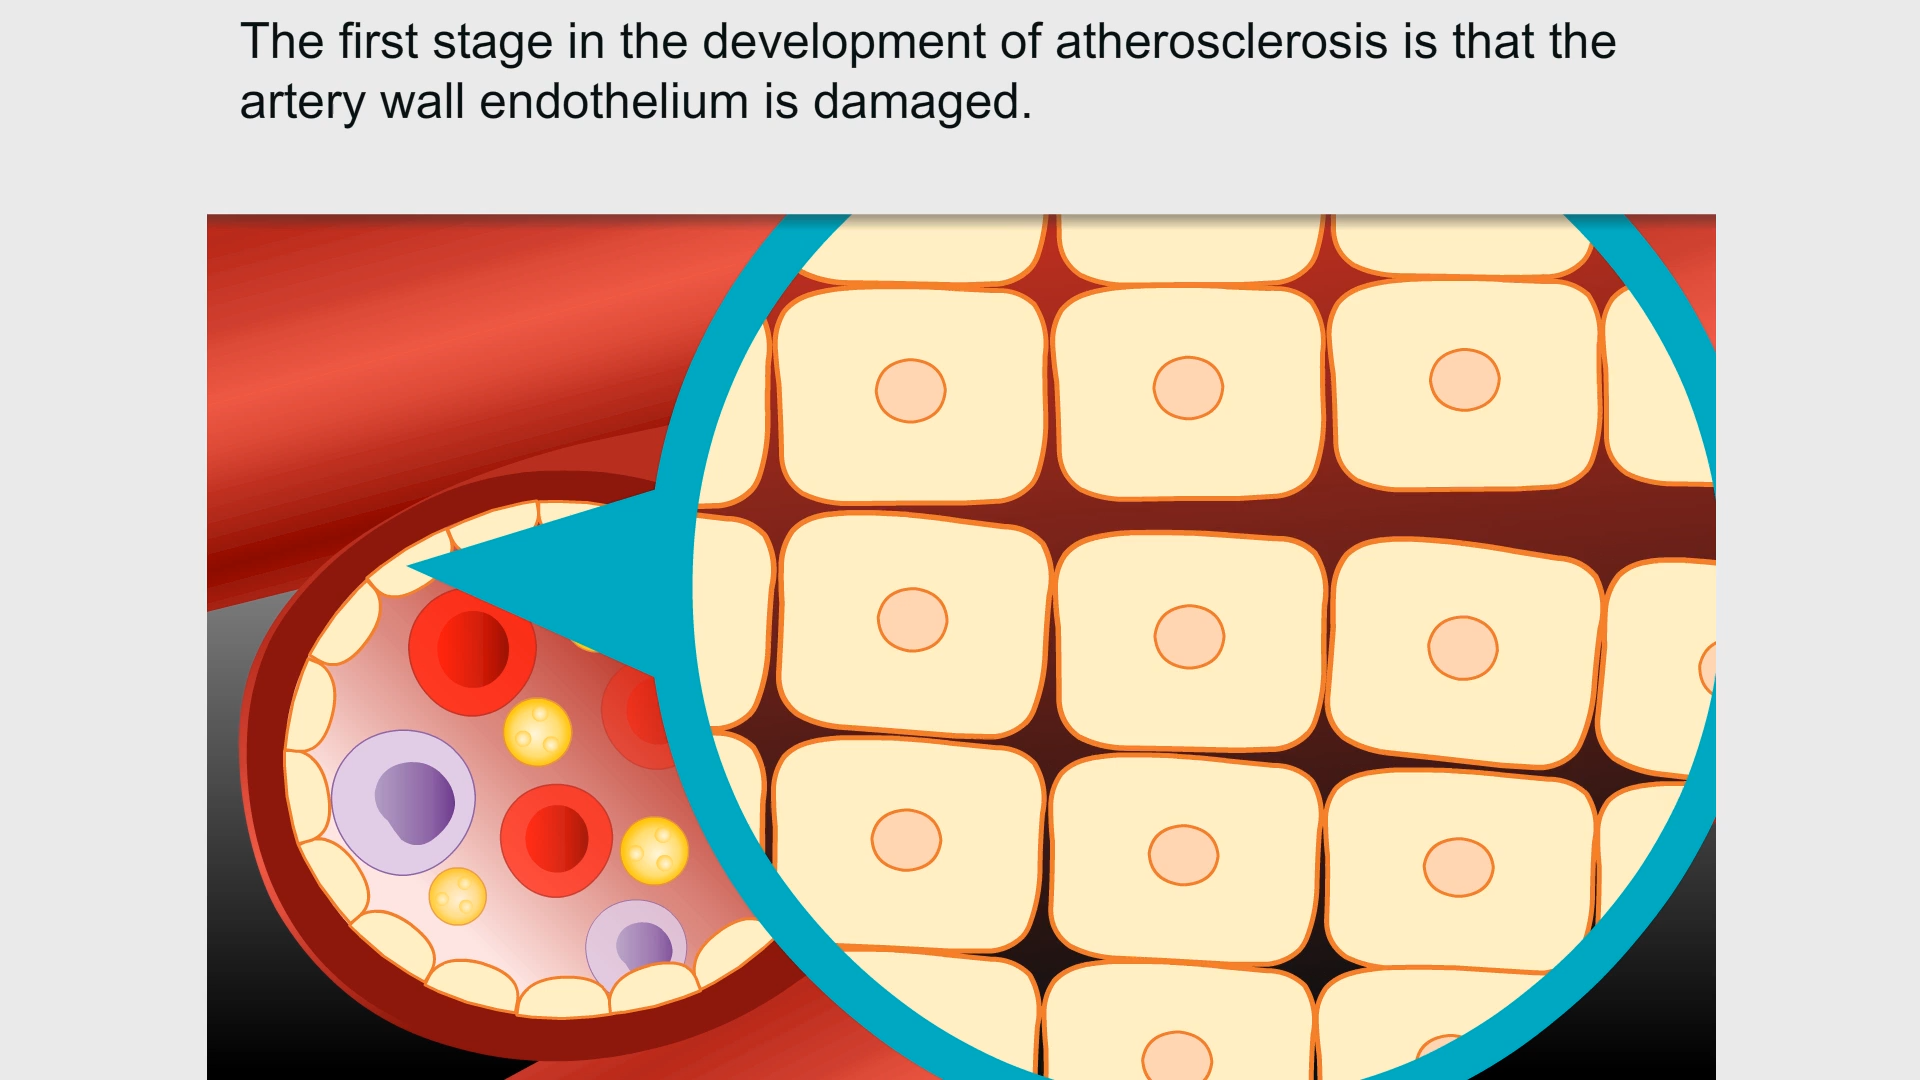 The first stage in the development of atherosclerosis is that the
artery wall endothelium is damaged.